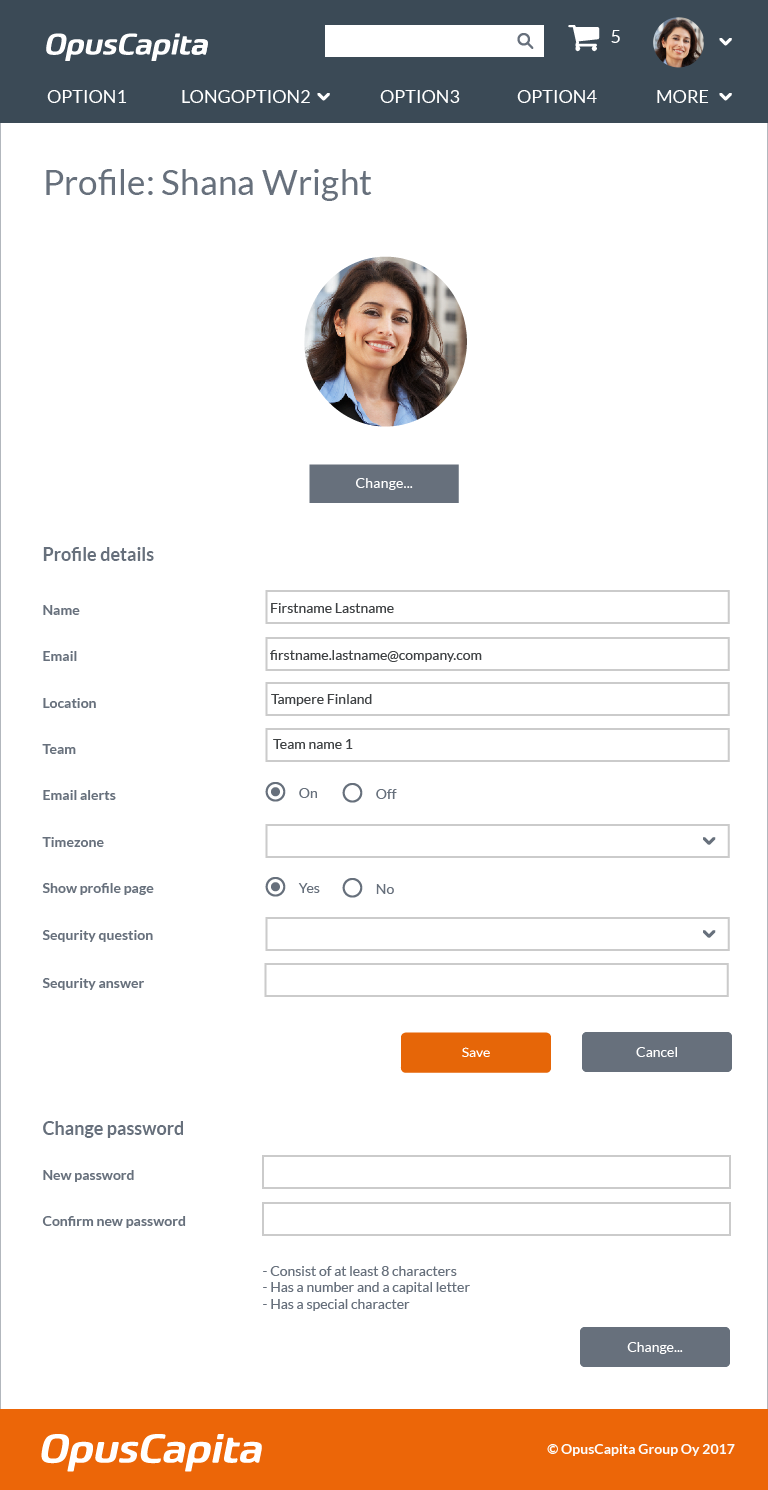 OpusCapita
5
OPTION1 LONGOPTION2 OPTION3 OPTION4 MORE
Profile: Shana Wright
Change...
Profile details
Name Firstname Lastname
Email firstname.lastname@company.com
Location Tampere Finland
Team Team name 1
Email alerts On Off
Timezone
Show profile page Yes No
Sequrity question
Sequrity answer
Save Cancel
Change password
New password
Confirm new password
- Consist of at least 8 characters
- Has a number and a capital letter
- Has a special character
Change...
OpusCapita © OpusCapita Group Oy 2017